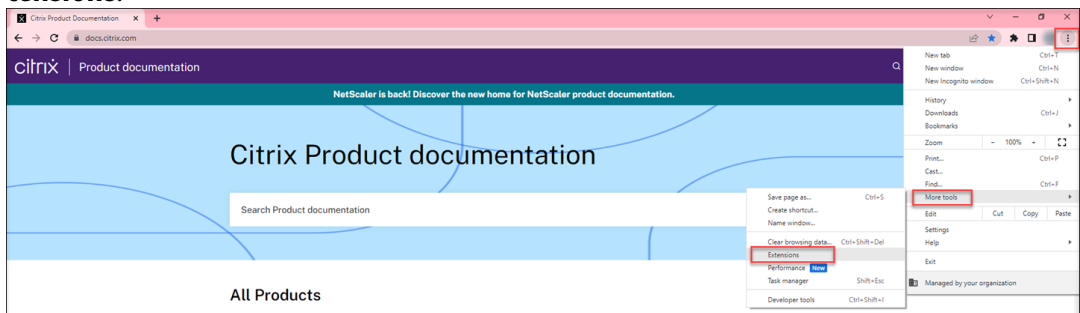 tensions.
Citrix Product Documentation
docs.citrix.com
citrix | Product documentation
NetScaler is back! Discover the new home for NetScaler product documentation.
Citrix Product documentation
Search Product documentation
All Products
New tab Ctrl+T
New window Ctrl+N
New Incognito window Ctrl+Shift+N
History
Downloads Ctrl+J
Bookmarks
Zoom - 100% +
Print... Ctrl+P
Cast...
Find... Ctrl+F
More tools
Edit Cut Copy Paste
Settings
Help
Exit
Managed by your organization
Save page as... Ctrl+S
Create shortcut...
Name window...
Clear browsing data... Ctrl+Shift+Del
Extensions
Performance New
Task manager Shift+Esc
Developer tools Ctrl+Shift+I